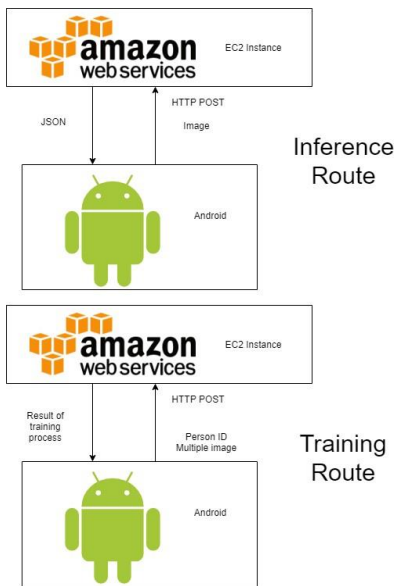 amazon
web services
EC2 Instance
HTTP POST
JSON
Image
Inference
Route
Android
amazon
web services
EC2 Instance
HTTP POST
Result of
training
process
Person ID
Multiple image
Training
Route
Android